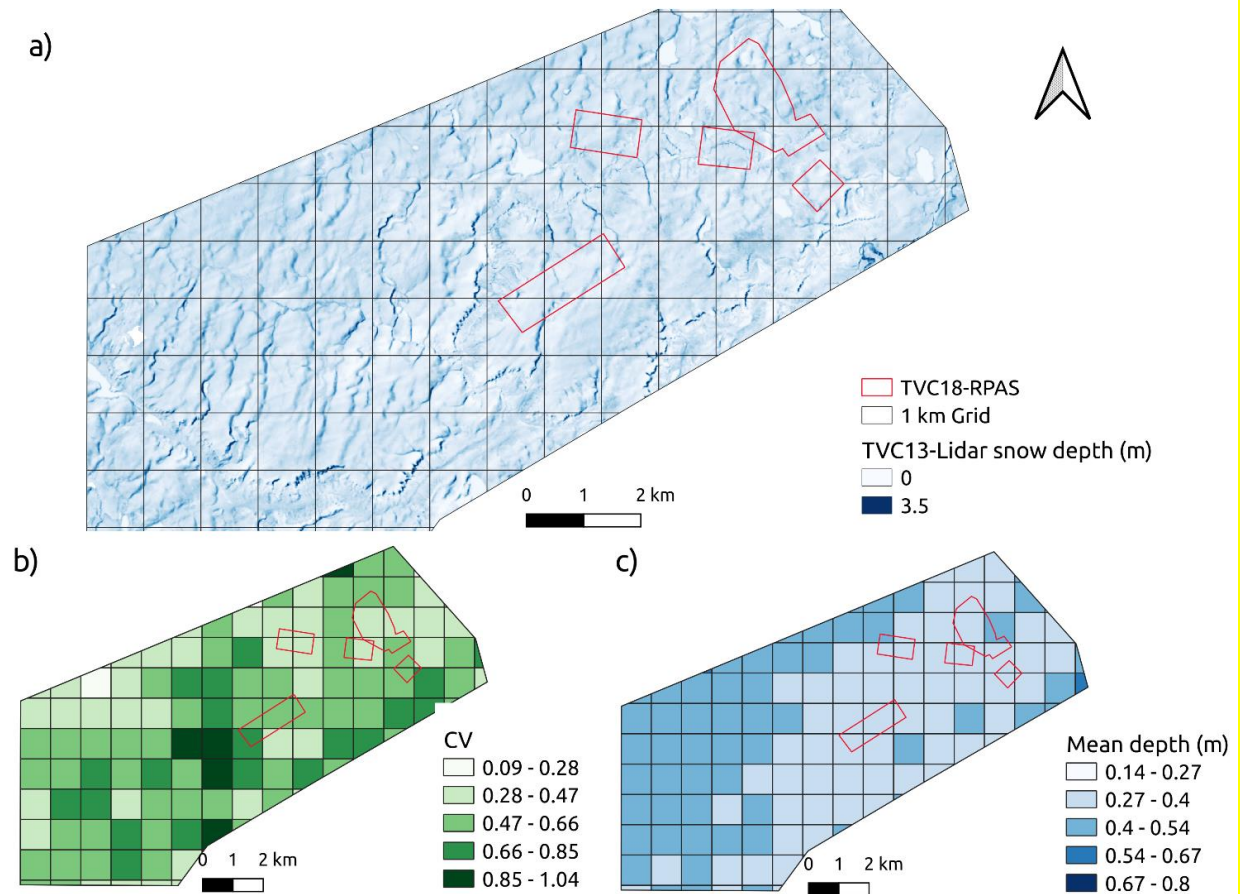 a)
TVC18-RPAS
1 km Grid
TVC13-Lidar snow depth (m)
0
3.5
0 1 2 km
b)
CV
0.09 - 0.28
0.28 - 0.47
0.47 - 0.66
0.66 - 0.85
0.85 - 1.04
0 1 2 km
c)
Mean depth (m)
0.14 - 0.27
0.27 - 0.4
0.4 - 0.54
0.54 - 0.67
0.67 - 0.8
0 1 2 km